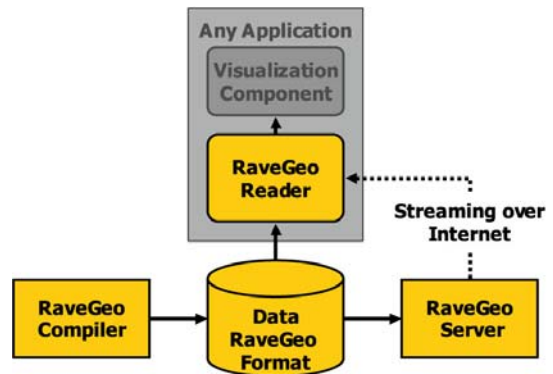 Any Application
Visualization
Component
RaveGeo
Reader
Streaming over
Internet
RaveGeo
Compiler
Data
RaveGeo
Format
RaveGeo
Server